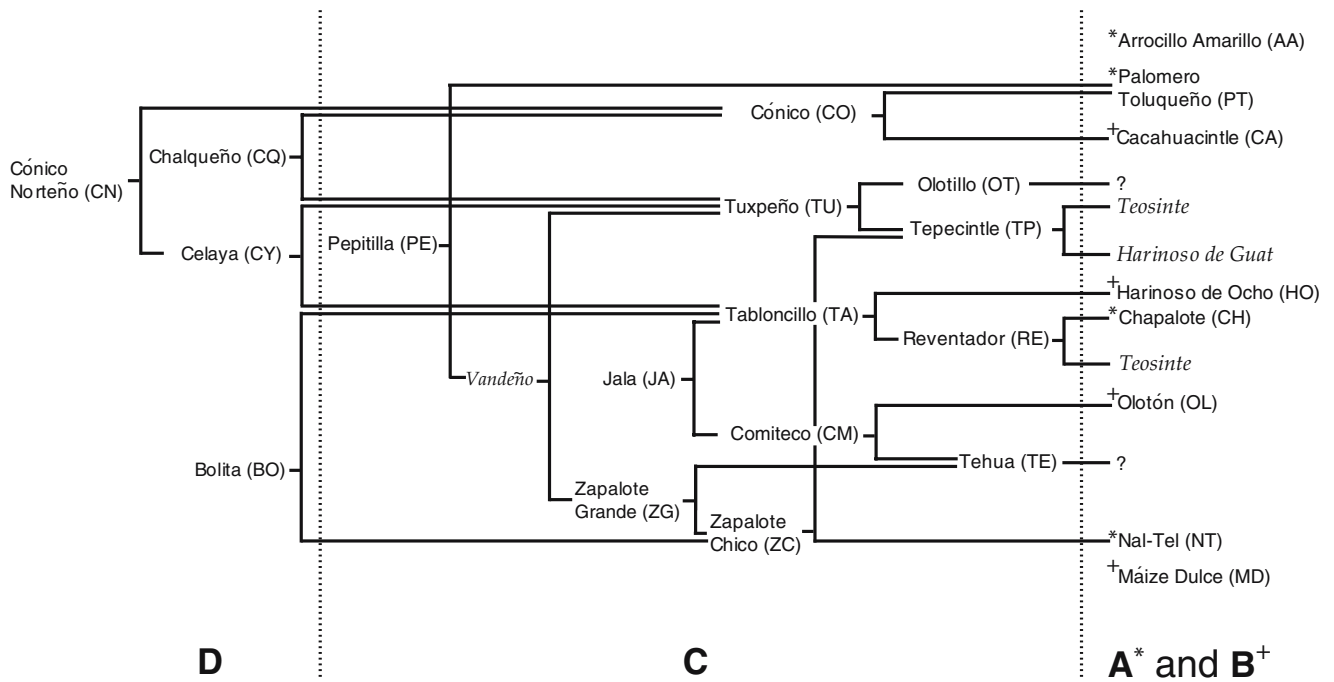 *Arrocillo Amarillo (AA)
*Palomero
Toluqueño (PT)
Cónico (CO)
+Cacahuacintle (CA)
Chalqueño (CQ)
Cónico
Norteño (CN)
Olotillo (OT)
?
Tuxpeño (TU)
Teosinte
Tepecintle (TP)
Pepitilla (PE)
Celaya (CY)
Harinoso de Guat
+Harinoso de Ocho (HO)
Tabloncillo (TA)
*Chapalote (CH)
Reventador (RE)
Teosinte
Vandeño
Jala (JA)
+Olotón (OL)
Comiteco (CM)
Tehua (TE)
?
Bolita (BO)
Zapalote
Grande (ZG)
Zapalote
Chico (ZC)
*Nal-Tel (NT)
+Máize Dulce (MD)
D
C
A* and B+